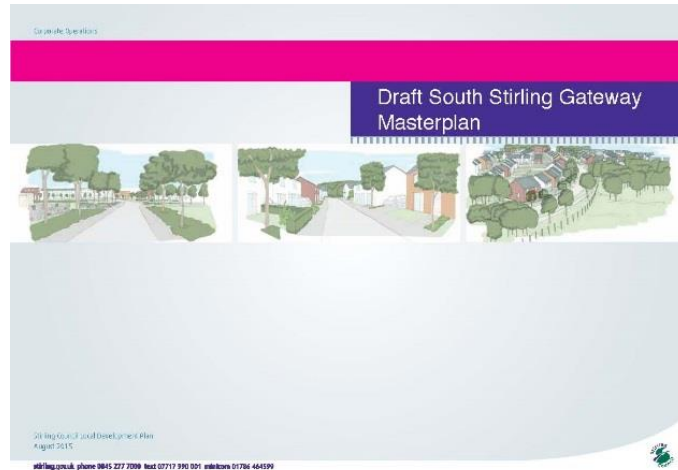 Corporate Operations
Draft South Stirling Gateway
Masterplan
Stirling Council Local Development Plan
August 2015
stirling.gov.uk phone 0845 277 7000 text 07717 990 001 minicom 01786 464599